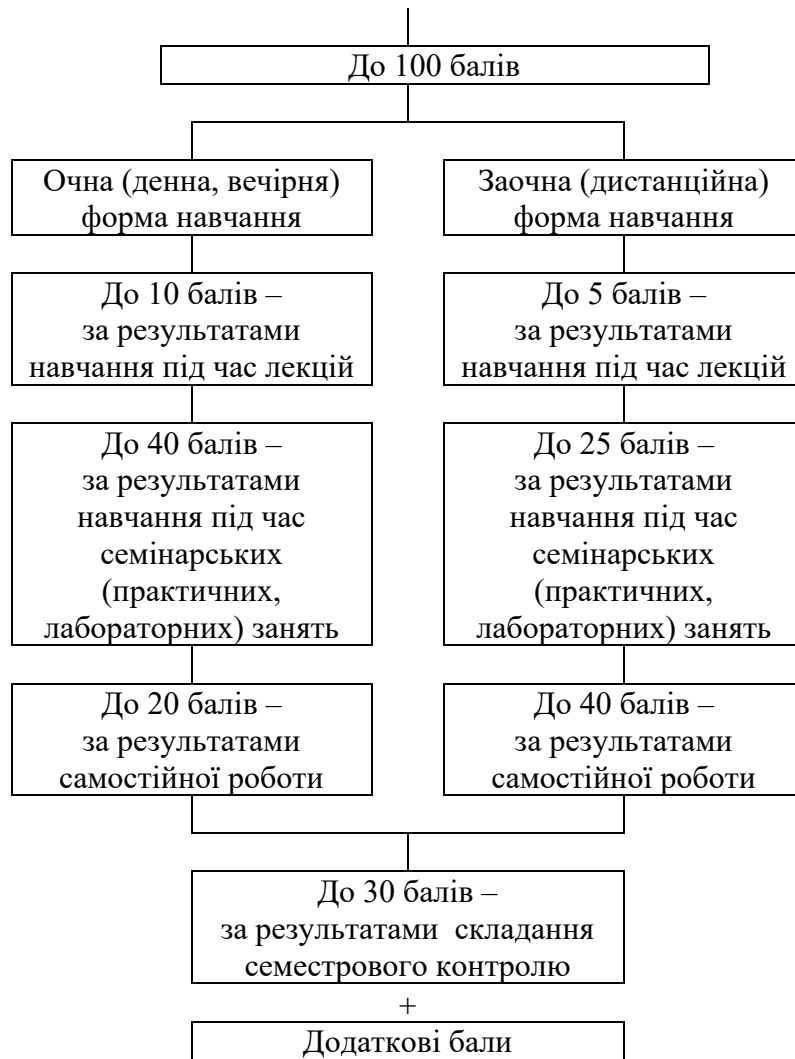 До 100 балів
Очна (денна, вечірня)
форма навчання
До 10 балів –
за результатами
навчання під час лекцій
До 40 балів –
за результатами
навчання під час
семінарських
(практичних,
лабораторних) занять
До 20 балів –
за результатами
самостійної роботи
Заочна (дистанційна)
форма навчання
До 5 балів –
за результатами
навчання під час лекцій
До 25 балів –
за результатами
навчання під час
семінарських
(практичних,
лабораторних) занять
До 40 балів –
за результатами
самостійної роботи
До 30 балів –
за результатами складання
семестрового контролю
+
Додаткові бали